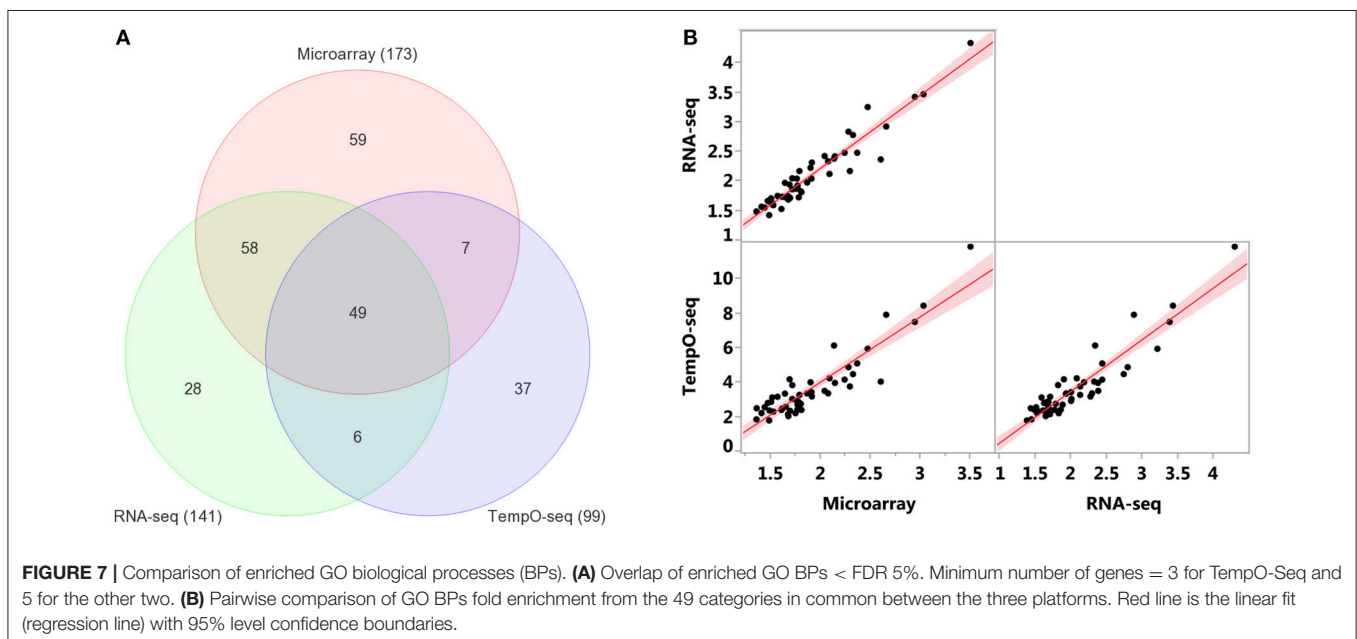 A
Microarray (173)
59
58
7
49
28
37
6
RNA-seq (141)
TempO-seq (99)
B
RNA-seq
4
3.5
3
2.5
2
1.5
1
TempO-seq
10
8
6
4
2
0
1.5 2 2.5 3 3.5
Microarray
1 1.5 2 2.5 3 3.5 4
RNA-seq
FIGURE 7 | Comparison of enriched GO biological processes (BPs). (A) Overlap of enriched GO BPs < FDR 5%. Minimum number of genes = 3 for TempO-Seq and
5 for the other two. (B) Pairwise comparison of GO BPs fold enrichment from the 49 categories in common between the three platforms. Red line is the linear fit
(regression line) with 95% level confidence boundaries.